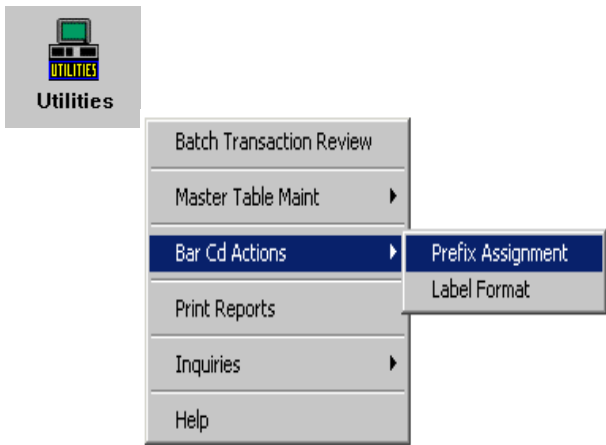 UTILITIES
Utilities
Batch Transaction Review
Master Table Maint
Bar Cd Actions
Prefix Assignment
Label Format
Print Reports
Inquiries
Help